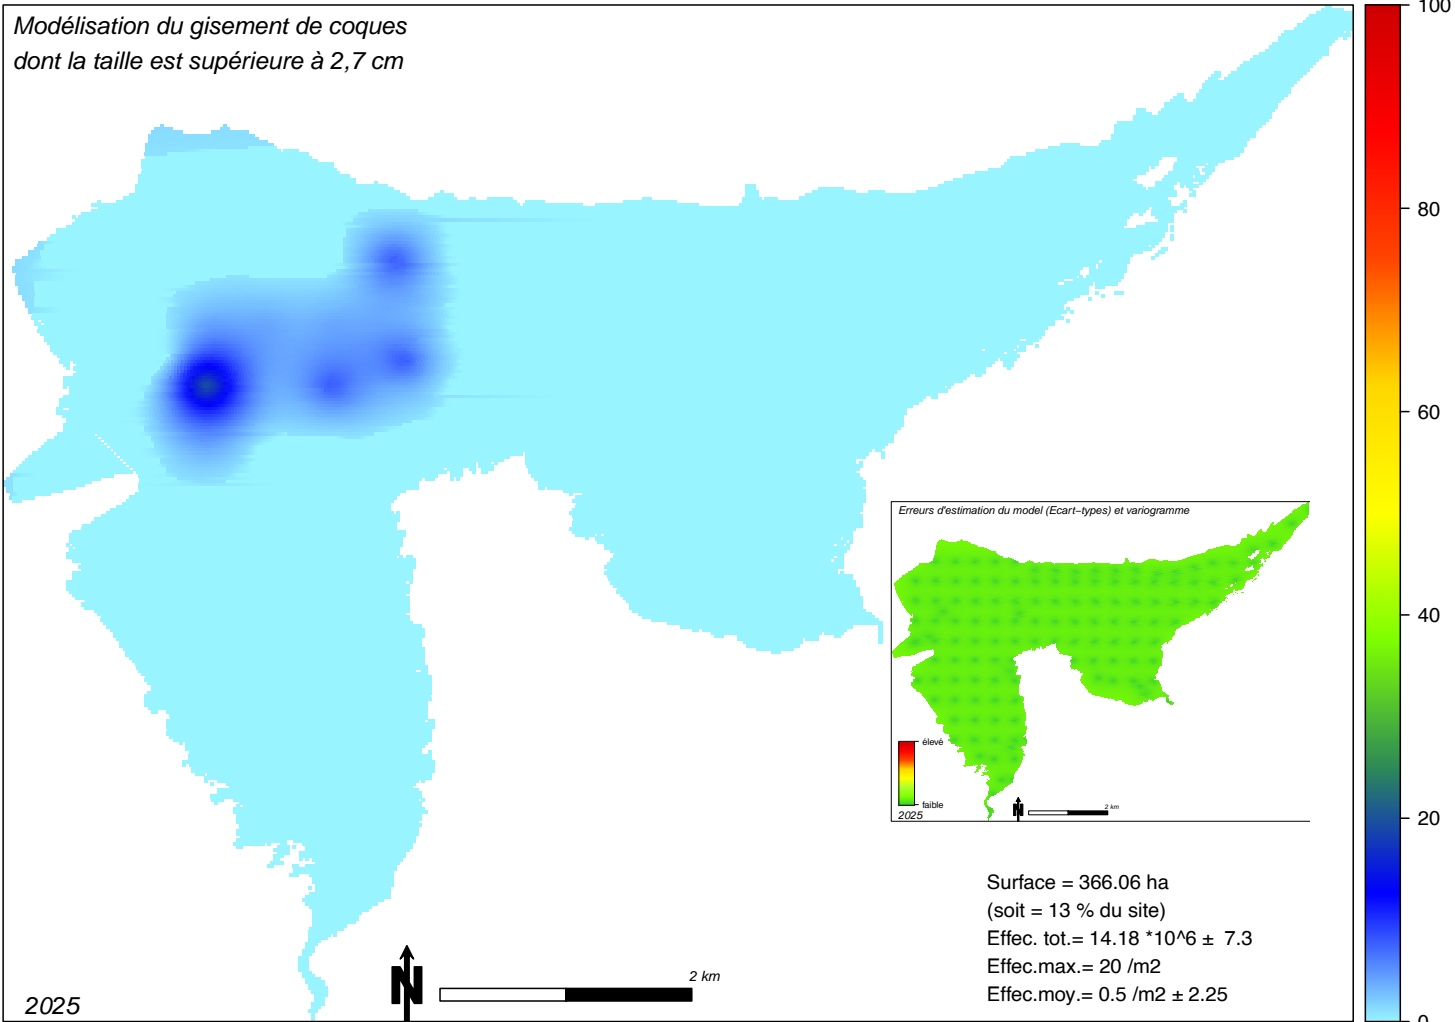 Modélisation du gisement de coques
dont la taille est supérieure à 2,7 cm
100
80
60
40
20
0
Erreurs d'estimation du model (Ecart−types) et variogramme
élevé
faible
2025
N
2 km
Surface = 366.06 ha
(soit = 13 % du site)
Effec. tot.= 14.18 *10^6 ± 7.3
Effec.max.= 20 /m2
Effec.moy.= 0.5 /m2 ± 2.25
N
2 km
2025